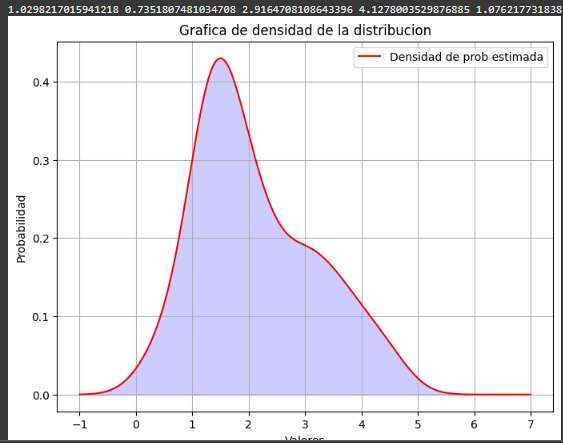 1.0298217015941218 0.7351807481034708 2.9164708108643396 4.1278003529876885 1.076217731838
Grafica de densidad de la distribucion
Densidad de prob estimada
0.4
0.3
0.2
0.1
0.0
Probabilidad
−1 0 1 2 3 4 5 6 7
Valores